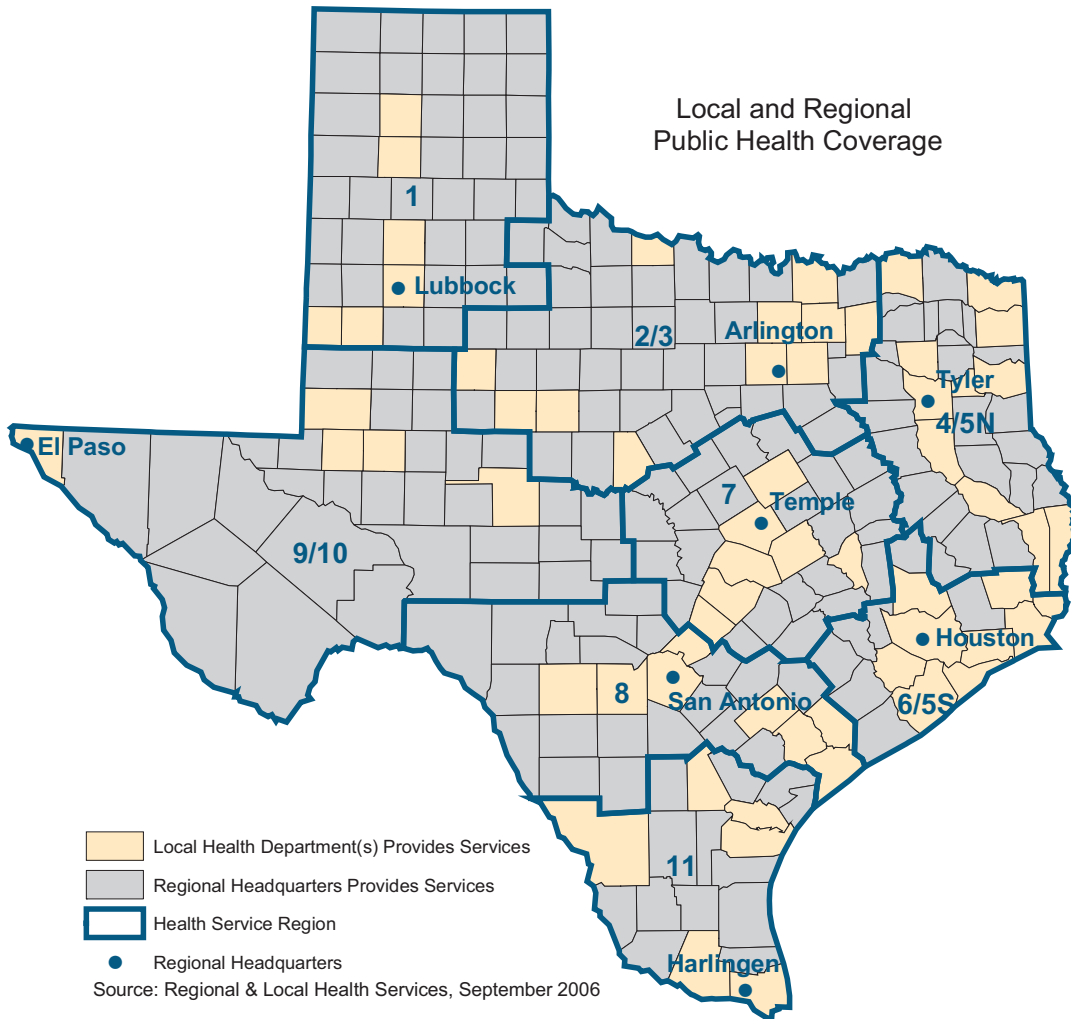 Local and Regional
Public Health Coverage
1
Lubbock
2/3
Arlington
Tyler
4/5N
El Paso
7
Temple
9/10
Houston
8
San Antonio
6/5S
11
Harlingen
Local Health Department(s) Provides Services
Regional Headquarters Provides Services
Health Service Region
Regional Headquarters
Source: Regional & Local Health Services, September 2006